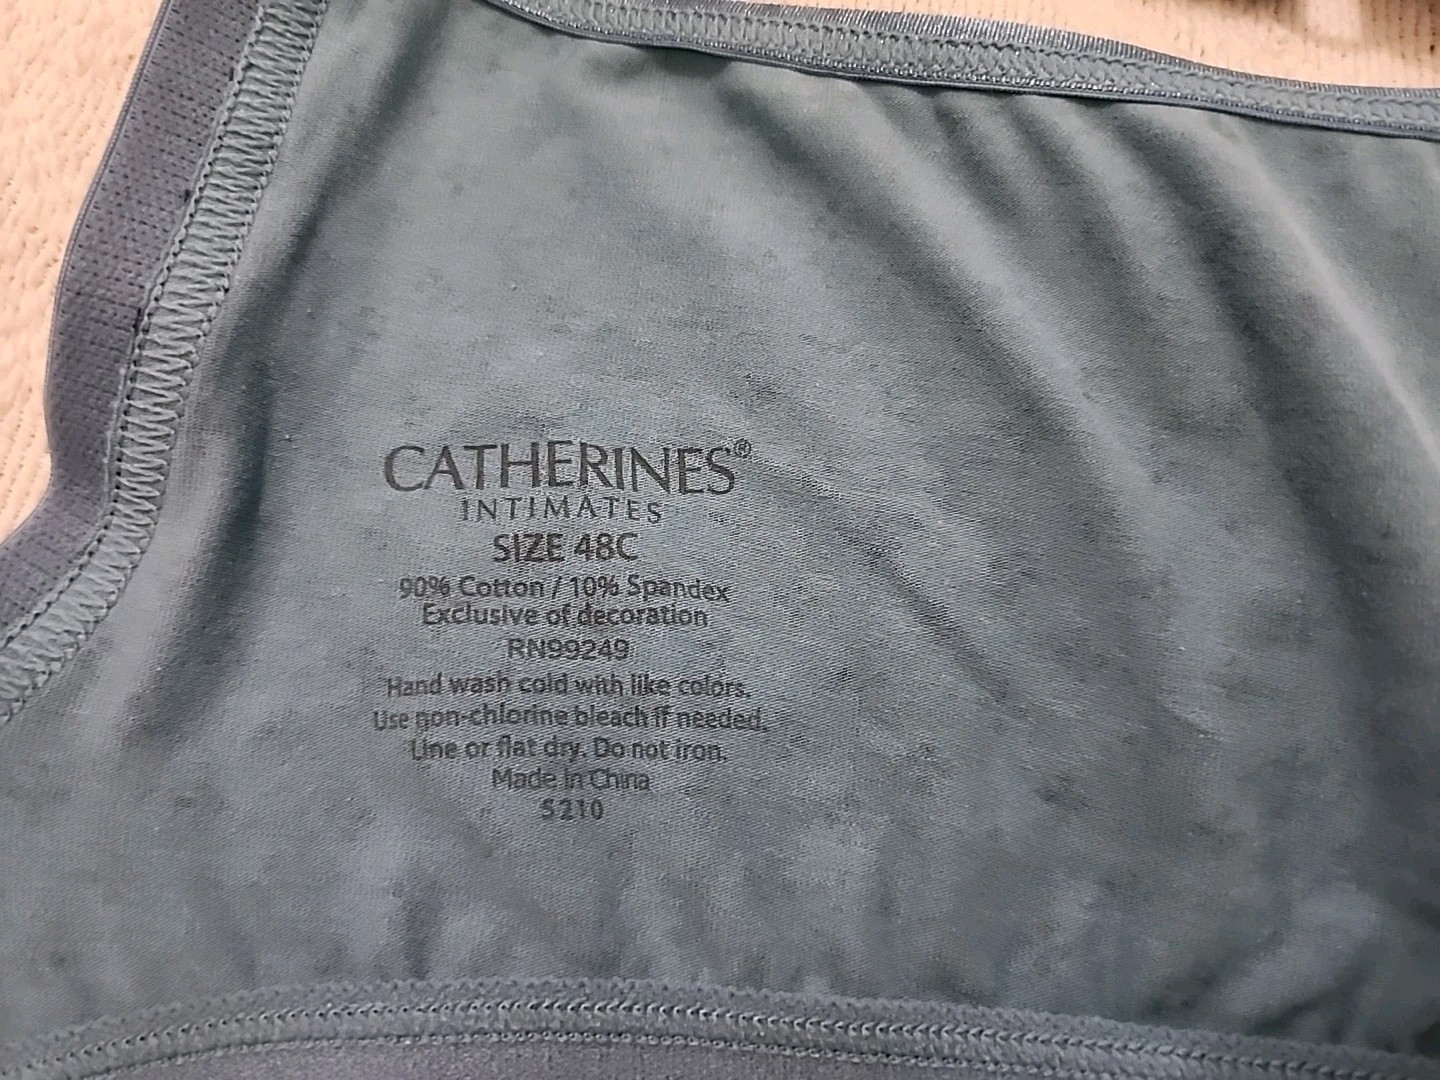 CATHERINES®
INTIMATES
SIZE 48C
90% Cotton / 10% Spandex
Exclusive of decoration
RN99249
Hand wash cold with like colors.
Use non-chlorine bleach if needed.
Line or flat dry. Do not iron.
Made in China
S210